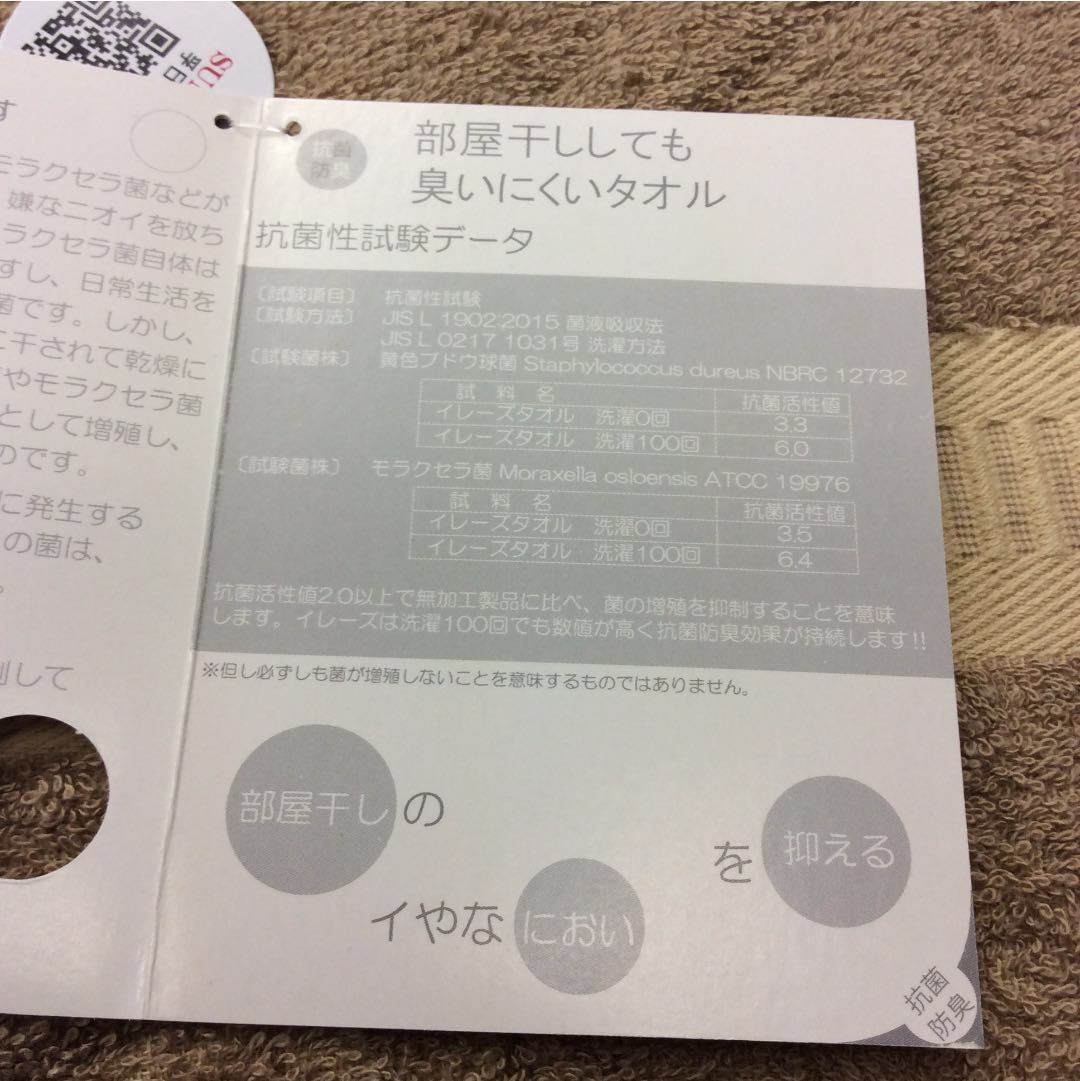 SU
日本
す
モラクセラ菌などが
嫌なニオイを放ち
ラクセラ菌自体は
すし、日常生活を
菌です。しかし、
に干されて乾燥に
やモラクセラ菌
として増殖し、
のです。
に発生する
の菌は、
して
抗菌
防臭
部屋干ししても
臭いにくいタオル
抗菌性試験データ
〔試験項目〕 抗菌性試験
〔試験方法〕 JIS L 1902:2015 菌液吸収法
JIS L 0217 1031号 洗濯方法
〔試験菌株〕 黄色ブドウ球菌 Staphylococcus dureus NBRC 12732
試 料 名 抗菌活性値
イレーズタオル 洗濯0回 3.3
イレーズタオル 洗濯100回 6.0
〔試験菌株〕 モラクセラ菌 Moraxella osloensis ATCC 19976
試 料 名 抗菌活性値
イレーズタオル 洗濯0回 3.5
イレーズタオル 洗濯100回 6.4
抗菌活性値2.0以上で無加工製品に比べ、菌の増殖を抑制することを意味
します。イレーズは洗濯100回でも数値が高く抗菌防臭効果が持続します!!
※但し必ずしも菌が増殖しないことを意味するものではありません。
部屋干しの
イやなにおい
を抑える
抗菌
防臭